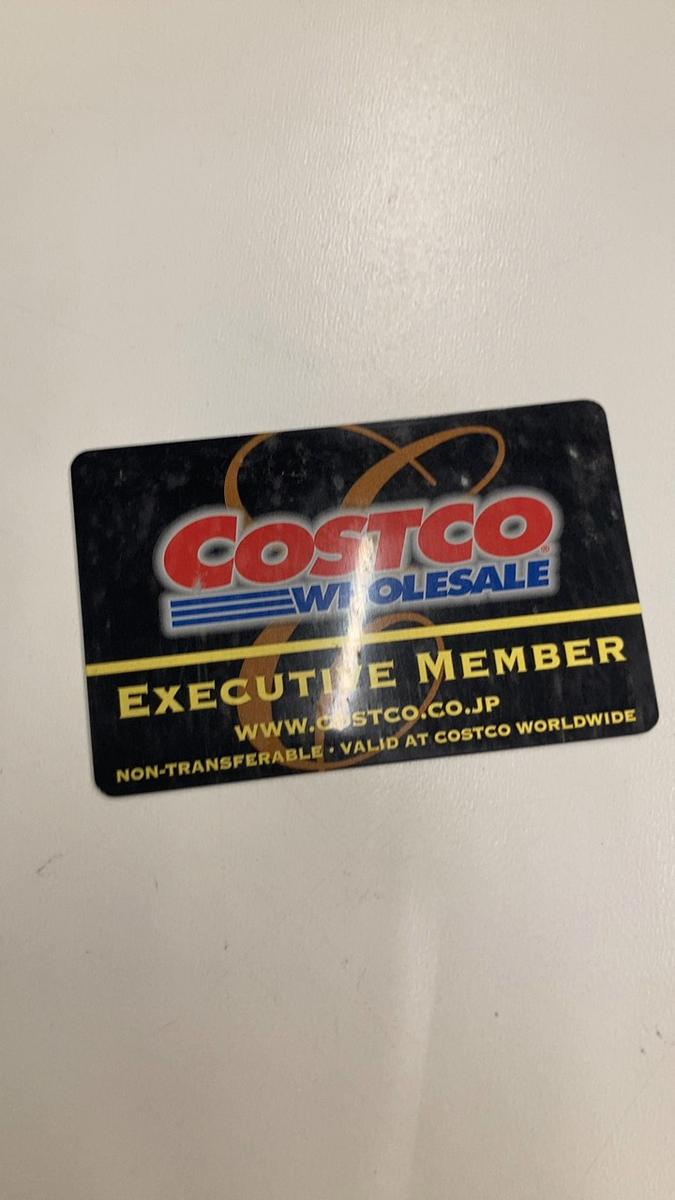 COSTCO®
WHOLESALE
EXECUTIVE MEMBER
WWW.COSTCO.CO.JP
NON-TRANSFERABLE · VALID AT COSTCO WORLDWIDE